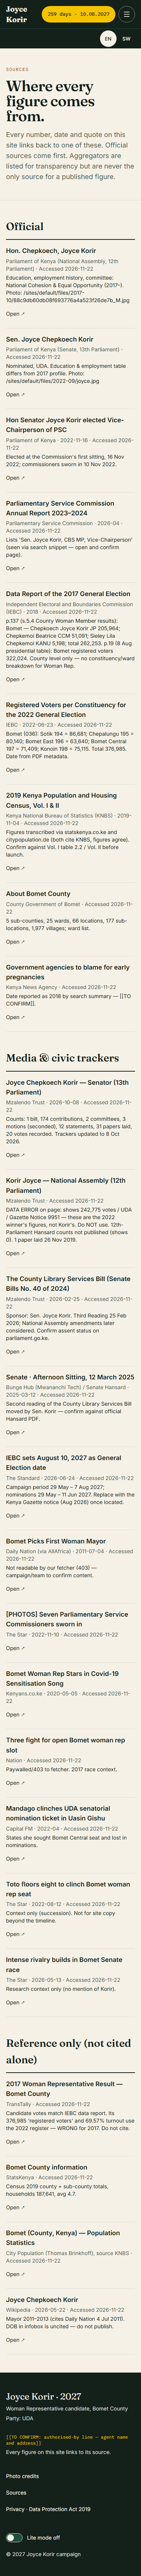 Joyce
Korir
259 days · 10.08.2027
EN
SW
SOURCES
Where every
figure comes
from.
Every number, date and quote on this
site links back to one of these. Official
sources come first. Aggregators are
listed for transparency but are never the
only source for a published figure.
Official
Hon. Chepkoech, Joyce Korir
Parliament of Kenya (National Assembly, 12th
Parliament) · Accessed 2026-11-22
Education, employment history, committee:
National Cohesion & Equal Opportunity (2017–).
Photo: /sites/default/files/2017-
Open ↗
Sen. Joyce Chepkoech Korir
Parliament of Kenya (Senate, 13th Parliament) ·
Accessed 2026-11-22
Nominated, UDA. Education & employment table
differs from 2017 profile. Photo:
/sites/default/files/2022-09/joyce.jpg
Open ↗
Hon Senator Joyce Korir elected Vice-
Chairperson of PSC
Parliament of Kenya · 2022-11-16 · Accessed 2026-
11-22
Elected at the Commission's first sitting, 16 Nov
2022; commissioners sworn in 10 Nov 2022.
Open ↗
Parliamentary Service Commission
Annual Report 2023–2024
Parliamentary Service Commission · 2026-04 ·
Accessed 2026-11-22
Lists 'Sen. Joyce Korir, CBS MP, Vice-Chairperson'
(seen via search snippet — open and confirm
page).
Open ↗
Data Report of the 2017 General Election
Independent Electoral and Boundaries Commission
(IEBC) · 2018 · Accessed 2026-11-22
p.137 (s.5.4 County Woman Member results):
Bomet — Chepkoech Joyce Korir JP 205,964;
Chepkemoi Beatrice CCM 51,091; Sieley Lila
Chepkemoi KANU 5,198; total 262,253. p.19 (8 Aug
presidential table): Bomet registered voters
322,024. County level only — no constituency/ward
breakdown for Woman Rep.
Open ↗
Registered Voters per Constituency for
the 2022 General Election
IEBC · 2022-06-23 · Accessed 2026-11-22
Bomet (036): Sotik 194 = 86,681; Chepalungu 195 =
80,140; Bomet East 196 = 63,640; Bomet Central
197 = 71,409; Konoin 198 = 75,115. Total 376,985.
Date from PDF metadata.
Open ↗
2019 Kenya Population and Housing
Census, Vol. I & II
Kenya National Bureau of Statistics (KNBS) · 2019-
11-04 · Accessed 2026-11-22
Figures transcribed via statskenya.co.ke and
citypopulation.de (both cite KNBS, figures agree).
Confirm against Vol. I table 2.2 / Vol. II before
launch.
Open ↗
About Bomet County
County Government of Bomet · Accessed 2026-11-
22
5 sub-counties, 25 wards, 66 locations, 177 sub-
locations, 1,977 villages; ward list.
Open ↗
Government agencies to blame for early
pregnancies
Kenya News Agency · Accessed 2026-11-22
Date reported as 2018 by search summary — [[TO
CONFIRM]].
Open ↗
Media & civic trackers
Joyce Chepkoech Korir — Senator (13th
Parliament)
Mzalendo Trust · 2026-10-08 · Accessed 2026-11-
22
Counts: 1 bill, 174 contributions, 2 committees, 3
motions (seconded), 12 statements, 31 papers laid,
27 votes recorded. Trackers updated to 8 Oct
2026.
Open ↗
Korir Joyce — National Assembly (12th
Parliament)
Mzalendo Trust · Accessed 2026-11-22
DATA ERROR on page: shows 242,775 votes / UDA
/ Gazette Notice 9951 — these are the 2022
winner's figures, not Korir's. Do NOT use. 12th-
Parliament Hansard counts not published (shows
0). 1 paper laid 26 Nov 2019.
Open ↗
The County Library Services Bill (Senate
Bills No. 40 of 2024)
Mzalendo Trust · 2026-02-25 · Accessed 2026-11-
22
Sponsor: Sen. Joyce Korir. Third Reading 25 Feb
2026; National Assembly amendments later
considered. Confirm assent status on
parliament.go.ke.
Open ↗
Senate · Afternoon Sitting, 12 March 2025
Bunge Hub (Mwananchi Tech) / Senate Hansard ·
2025-03-12 · Accessed 2026-11-22
Second reading of the County Library Services Bill
moved by Sen. Korir — confirm against official
Hansard PDF.
Open ↗
IEBC sets August 10, 2027 as General
Election date
The Standard · 2026-06-24 · Accessed 2026-11-22
Campaign period 29 May – 7 Aug 2027;
nominations 29 May – 11 Jun 2027. Replace with the
Kenya Gazette notice (Aug 2026) once located.
Open ↗
Bomet Picks First Woman Mayor
Daily Nation (via AllAfrica) · 2011-07-04 · Accessed
2026-11-22
Not readable by our fetcher (403) —
campaign/team to confirm content.
Open ↗
[PHOTOS] Seven Parliamentary Service
Commissioners sworn in
The Star · 2022-11-10 · Accessed 2026-11-22
Open ↗
Bomet Woman Rep Stars in Covid-19
Sensitisation Song
Kenyans.co.ke · 2020-05-05 · Accessed 2026-11-
22
Open ↗
Three fight for open Bomet woman rep
slot
Nation · Accessed 2026-11-22
Paywalled/403 to fetcher. 2017 race context.
Open ↗
Mandago clinches UDA senatorial
nomination ticket in Uasin Gishu
Capital FM · 2022-04 · Accessed 2026-11-22
States she sought Bomet Central seat and lost in
nominations.
Open ↗
Toto floors eight to clinch Bomet woman
rep seat
The Star · 2022-08-12 · Accessed 2026-11-22
Context only (succession). Not for site copy
beyond the timeline.
Open ↗
Intense rivalry builds in Bomet Senate
race
The Star · 2026-05-13 · Accessed 2026-11-22
Research context only (no mention of Korir).
Open ↗
Reference only (not cited
alone)
2017 Woman Representative Result —
Bomet County
TransTally · Accessed 2026-11-22
Candidate votes match IEBC data report. Its
376,985 'registered voters' and 69.57% turnout use
the 2022 register — WRONG for 2017. Do not cite.
Open ↗
Bomet County information
StatsKenya · Accessed 2026-11-22
Census 2019 county + sub-county totals,
households 187,641, avg 4.7.
Open ↗
Bomet (County, Kenya) — Population
Statistics
City Population (Thomas Brinkhoff), source KNBS ·
Accessed 2026-11-22
Open ↗
Joyce Chepkoech Korir
Wikipedia · 2026-05-22 · Accessed 2026-11-22
Mayor 2011–2013 (cites Daily Nation 4 Jul 2011).
DOB in infobox is uncited — do not publish.
Open ↗
Joyce Korir · 2027
Woman Representative candidate, Bomet County
Party: UDA
[[TO CONFIRM: authorised-by line — agent name
and address]]
Every figure on this site links to its source.
Photo credits
Sources
Privacy · Data Protection Act 2019
Lite mode off
© 2027 Joyce Korir campaign